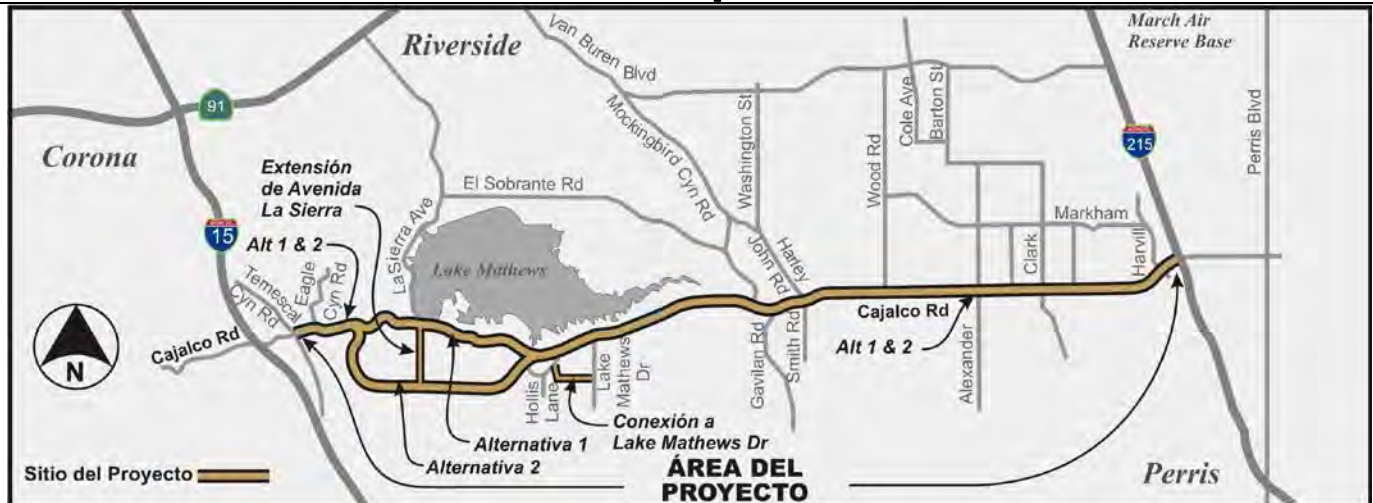 Riverside
Van Buren
Blvd
March Air
Reserve Base
91
Corona
Extensión
de Avenida
La Sierra
Alt 1 & 2
15
El Sobrante Rd
LaSierra Ave
Lake Mathews
Mockingbird Cyn Rd
Washington St
Harley
John Rd
Wood Rd
Cole Ave
Barton St
Markham
Clark
Harvill
215
Perris Blvd
Temescal
Cyn Rd
Eagle
Cyn Rd
Cajalco Rd
N
Cajalco Rd
Alt 1 & 2
Alexander
Gavilan Rd
Smith Rd
Hollis
Lane
Lake
Mathews
Dr
Conexión a
Lake Mathews Dr
Alternativa 1
Alternativa 2
Sitio del Proyecto
ÁREA DEL
PROYECTO
Perris